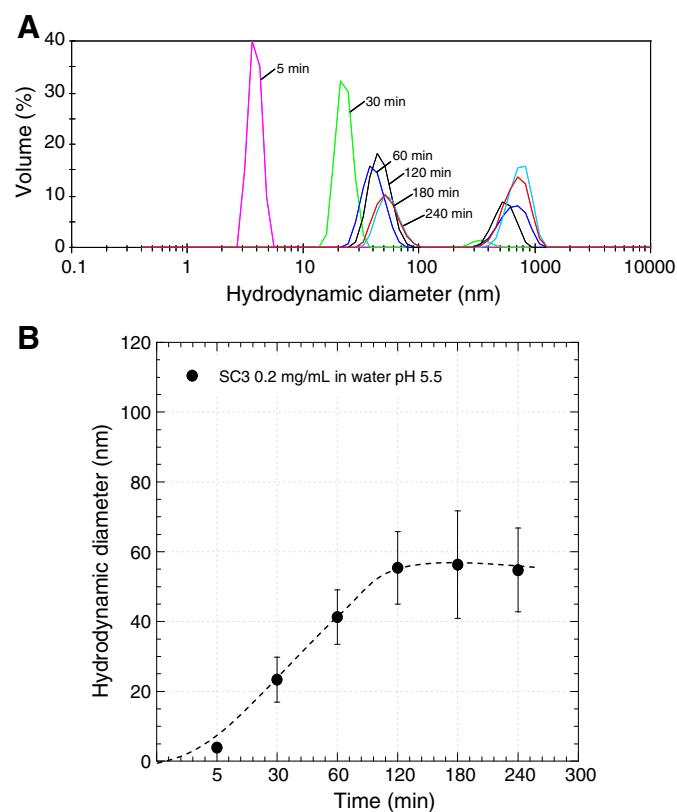 A
Volume (%)
40
30
20
10
0
5 min
30 min
60 min
120 min
180 min
240 min
0.1 1 10 100 1000 10000
Hydrodynamic diameter (nm)
B
Hydrodynamic diameter (nm)
120
100
80
60
40
20
0
SC3 0.2 mg/mL in water pH 5.5
5 30 60 120 180 240 300
Time (min)